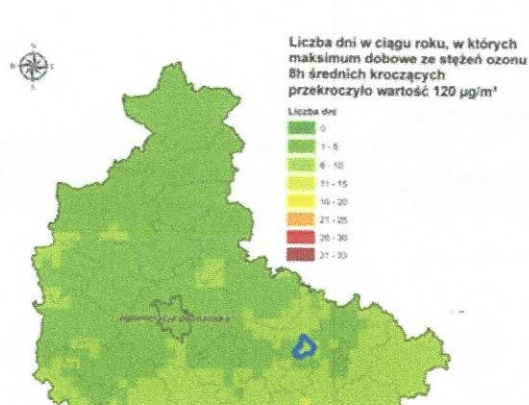 Liczba dni w ciągu roku, w których
maksimum dobowe ze stężeń ozonu
8h średnich kroczących
przekroczyło wartość 120 µg/m³
Liczba dni
0
1 - 5
6 - 10
11 - 15
16 - 20
21 - 25
26 - 30
31 - 33